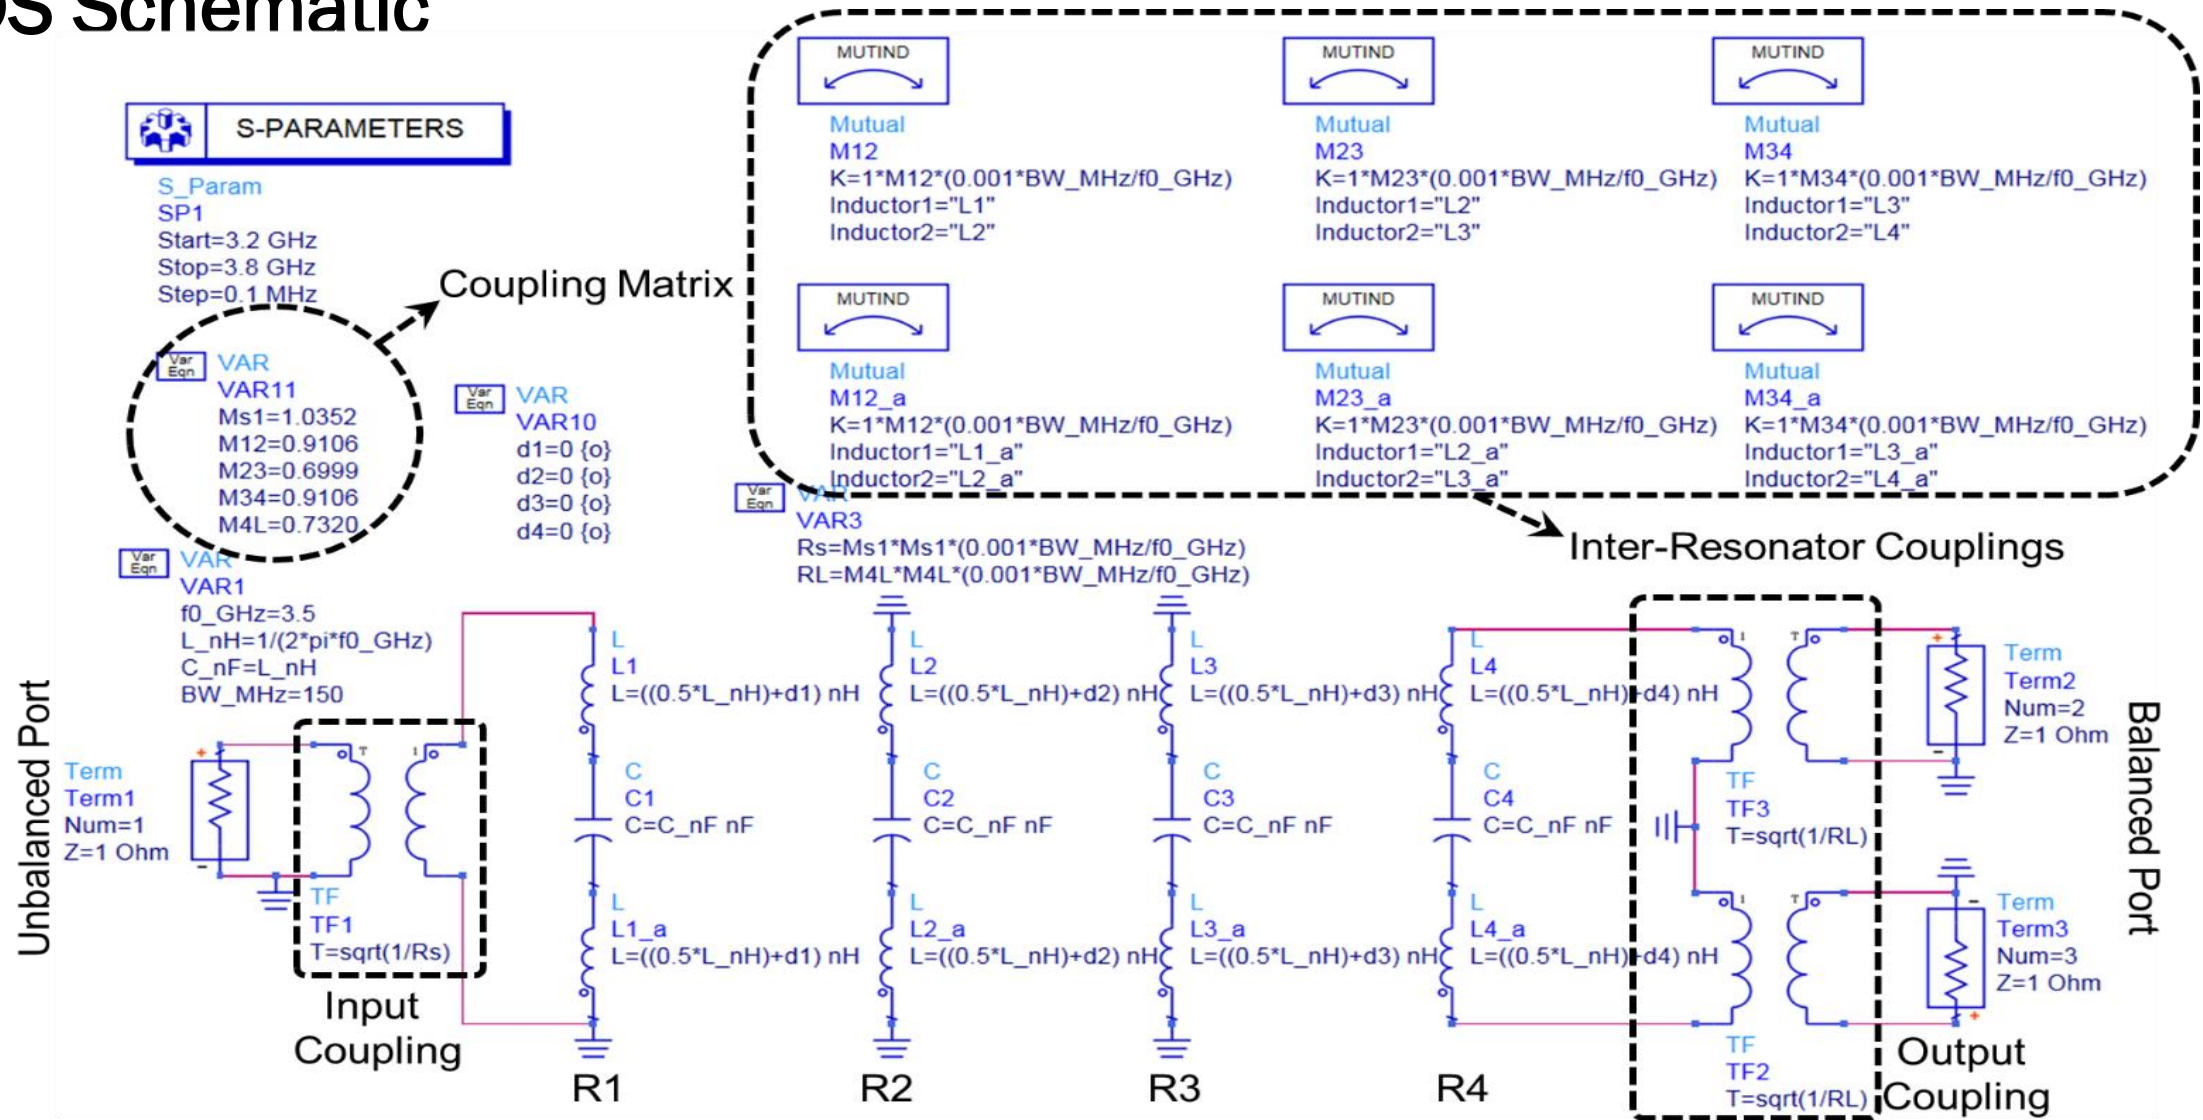 OS Schematic
S-PARAMETERS
S_Param
SP1
Start=3.2 GHz
Stop=3.8 GHz
Step=0.1 MHz
Coupling Matrix
Var
Eqn
VAR
VAR11
Ms1=1.0352
M12=0.9106
M23=0.6999
M34=0.9106
M4L=0.7320
Var
Eqn
VAR
VAR10
d1=0 {o}
d2=0 {o}
d3=0 {o}
d4=0 {o}
MUTIND
Mutual
M12
K=1*M12*(0.001*BW_MHz/f0_GHz)
Inductor1="L1"
Inductor2="L2"
MUTIND
Mutual
M23
K=1*M23*(0.001*BW_MHz/f0_GHz)
Inductor1="L2"
Inductor2="L3"
MUTIND
Mutual
M34
K=1*M34*(0.001*BW_MHz/f0_GHz)
Inductor1="L3"
Inductor2="L4"
MUTIND
Mutual
M12_a
K=1*M12*(0.001*BW_MHz/f0_GHz)
Inductor1="L1_a"
Inductor2="L2_a"
MUTIND
Mutual
M23_a
K=1*M23*(0.001*BW_MHz/f0_GHz)
Inductor1="L2_a"
Inductor2="L3_a"
MUTIND
Mutual
M34_a
K=1*M34*(0.001*BW_MHz/f0_GHz)
Inductor1="L3_a"
Inductor2="L4_a"
Inter-Resonator Couplings
Var
Eqn
VAR
VAR3
Rs=Ms1*Ms1*(0.001*BW_MHz/f0_GHz)
RL=M4L*M4L*(0.001*BW_MHz/f0_GHz)
Var
Eqn
VAR
VAR1
f0_GHz=3.5
L_nH=1/(2*pi*f0_GHz)
C_nF=L_nH
BW_MHz=150
Unbalanced Port
Term
Term1
Num=1
Z=1 Ohm
+
-
T
1
TF
TF1
T=sqrt(1/Rs)
Input
Coupling
L
L1
L=((0.5*L_nH)+d1) nH
C
C1
C=C_nF nF
L
L1_a
L=((0.5*L_nH)+d1) nH
R1
L
L2
L=((0.5*L_nH)+d2) nH
C
C2
C=C_nF nF
L
L2_a
L=((0.5*L_nH)+d2) nH
R2
L
L3
L=((0.5*L_nH)+d3) nH
C
C3
C=C_nF nF
L
L3_a
L=((0.5*L_nH)+d3) nH
R3
L
L4
L=((0.5*L_nH)+d4) nH
C
C4
C=C_nF nF
L
L4_a
L=((0.5*L_nH)+d4) nH
R4
1
T
TF
TF3
T=sqrt(1/RL)
1
T
TF
TF2
T=sqrt(1/RL)
+
-
Term
Term2
Num=2
Z=1 Ohm
-
+
Term
Term3
Num=3
Z=1 Ohm
Balanced Port
Output
Coupling